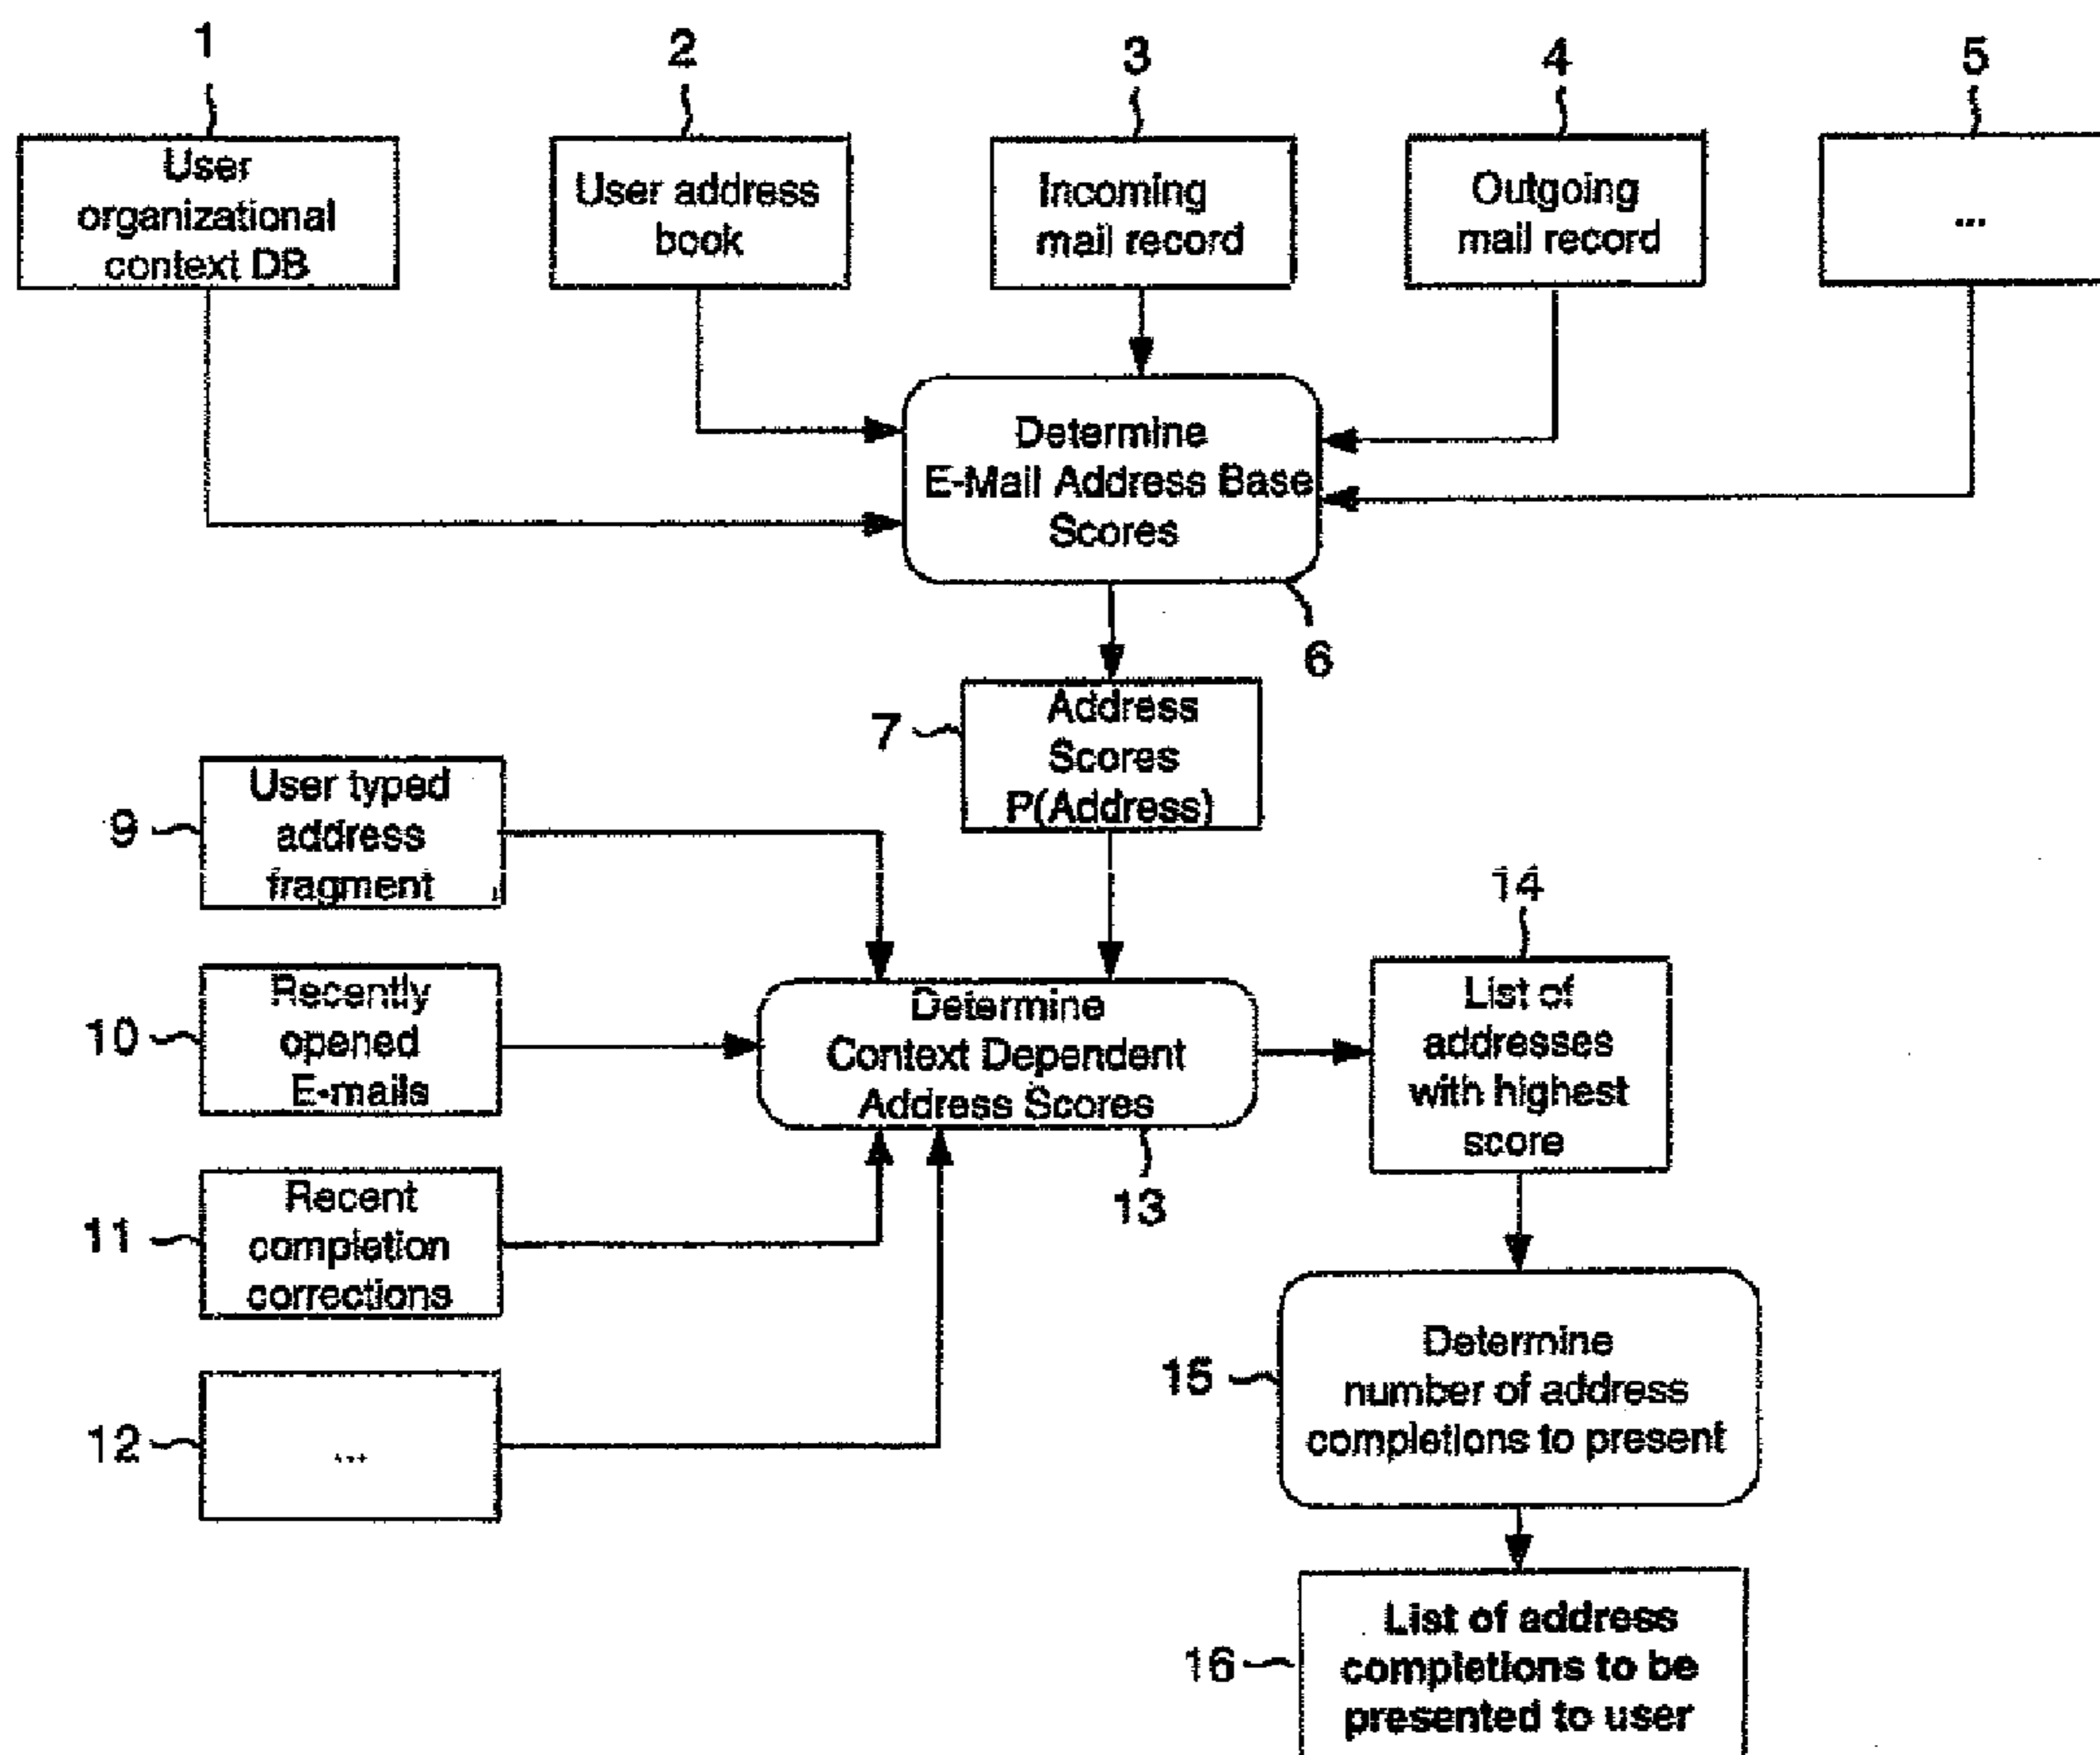 1
2
3
4
5
User
organizational
context DB
User address
book
Incoming
mail record
Outgoing
mail record
...
Determine
E-Mail Address Base
Scores
6
7
Address
Scores
P(Address)
9
User typed
address
fragment
10
Recently
opened
E-mails
11
Recent
completion
corrections
12
...
Determine
Context Dependent
Address Scores
13
14
List of
addresses
with highest
score
15
Determine
number of address
completions to present
16
List of address
completions to be
presented to user